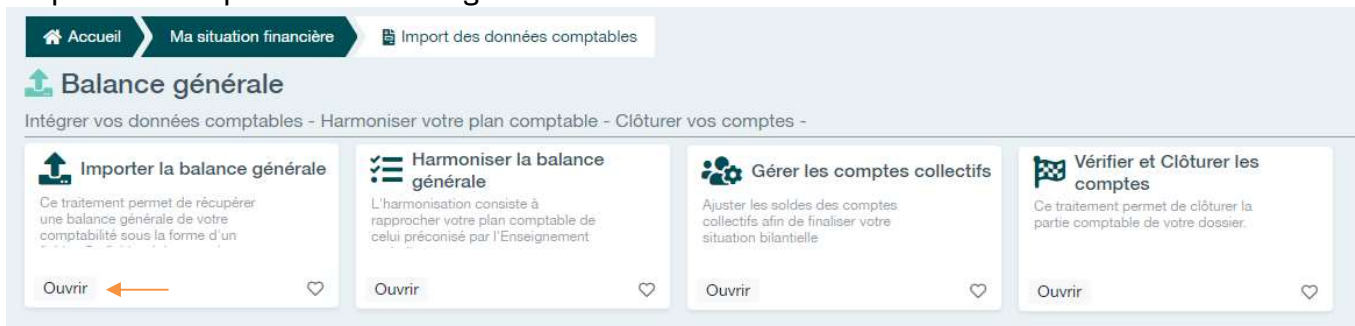 Accueil
Ma situation financière
Import des données comptables
Balance générale
Intégrer vos données comptables - Harmoniser votre plan comptable - Clôturer vos comptes -
Importer la balance générale
Ce traitement permet de récupérer
une balance générale de votre
comptabilité sous la forme d'un
Ouvrir
Harmoniser la balance
générale
L'harmonisation consiste à
rapprocher votre plan comptable de
celui préconisé par l'Enseignement
Ouvrir
Gérer les comptes collectifs
Ajuster les soldes des comptes
collectifs afin de finaliser votre
situation bilantielle
Ouvrir
Vérifier et Clôturer les
comptes
Ce traitement permet de clôturer la
partie comptable de votre dossier.
Ouvrir